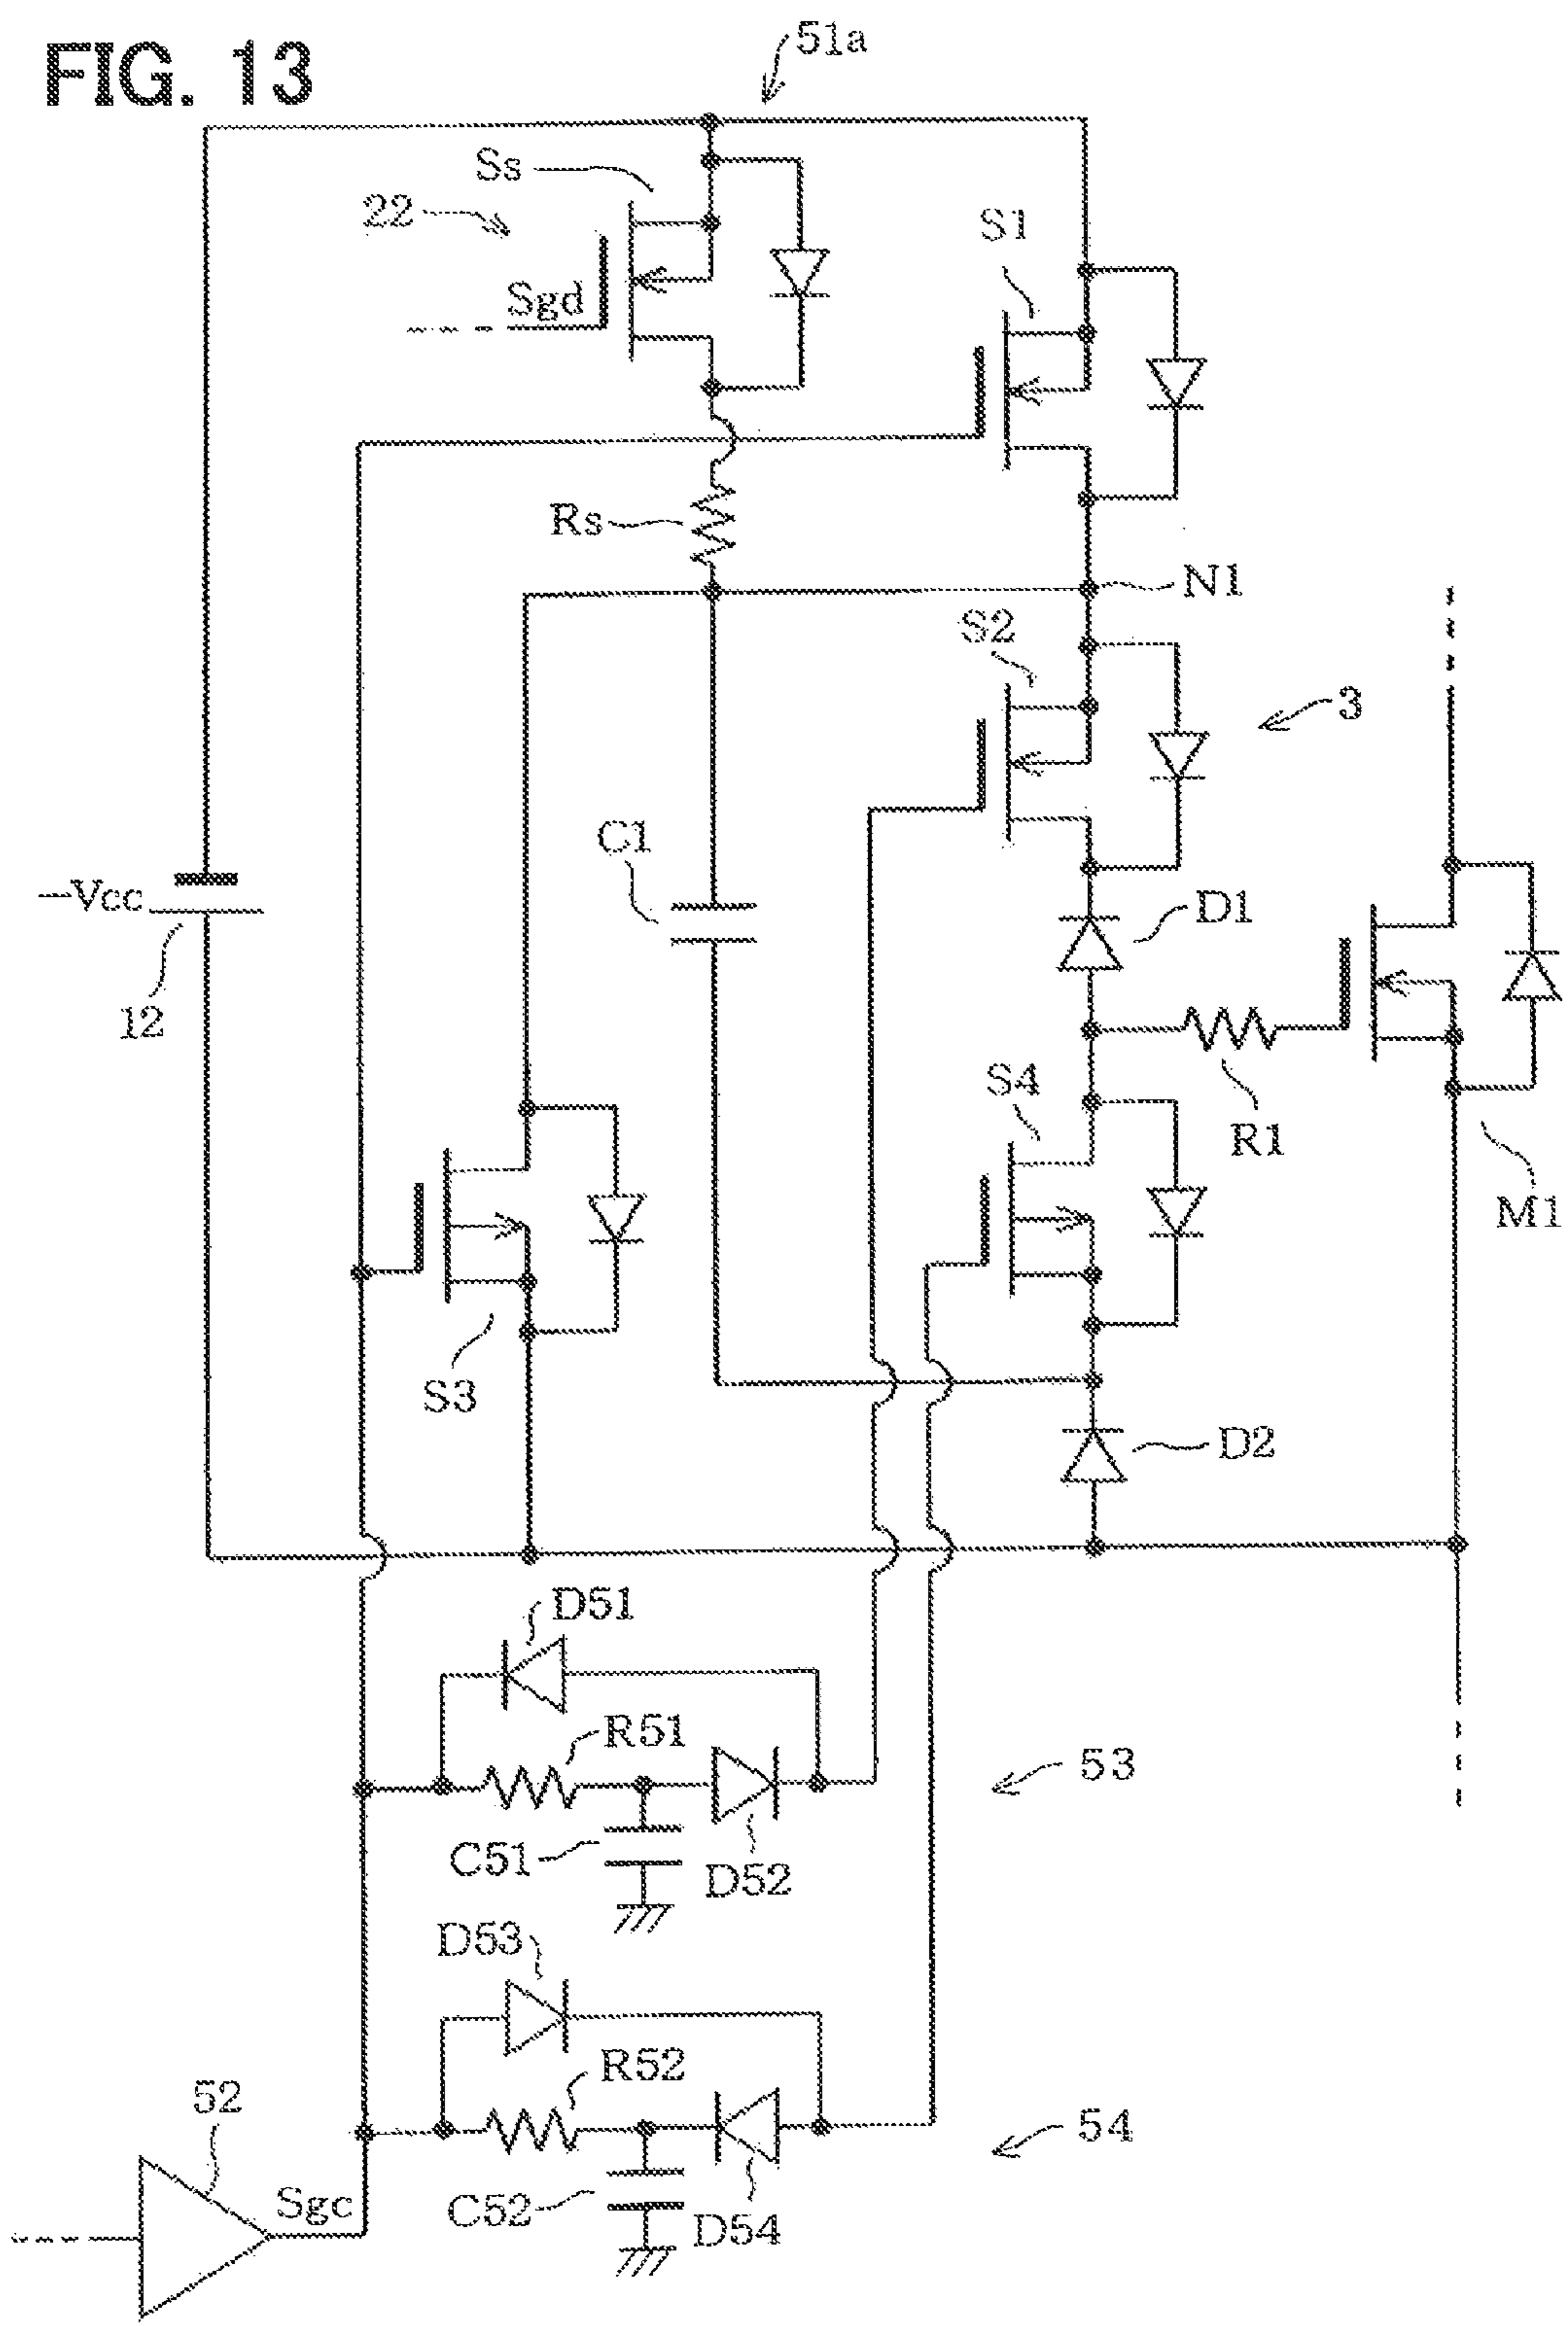 FIG. 13
51a
Ss
22
S1
Sgd
Rs
N1
S2
3
C1
−Vcc
D1
12
S4
R1
M1
S3
D2
D51
R51
53
C51
D52
D53
R52
52
54
Sgc
C52
D54